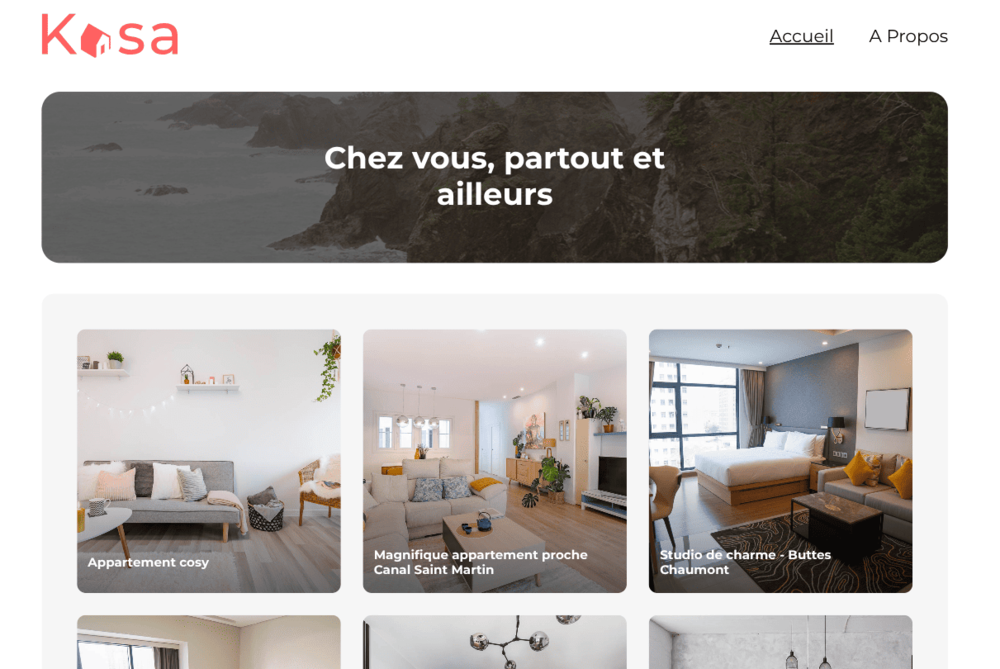 Kasa
Accueil
A Propos
Chez vous, partout et
ailleurs
Appartement cosy
Magnifique appartement proche
Canal Saint Martin
Studio de charme - Buttes
Chaumont